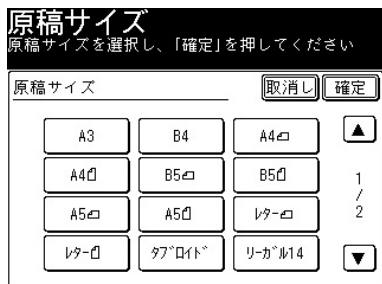 原稿サイズ
原稿サイズを選択し、「確定」を押してください
原稿サイズ 取消し 確定
A3 B4 A4
A4 B5 B5
A5 A5 レター
レター タブロイド リーガル14
1
/
2